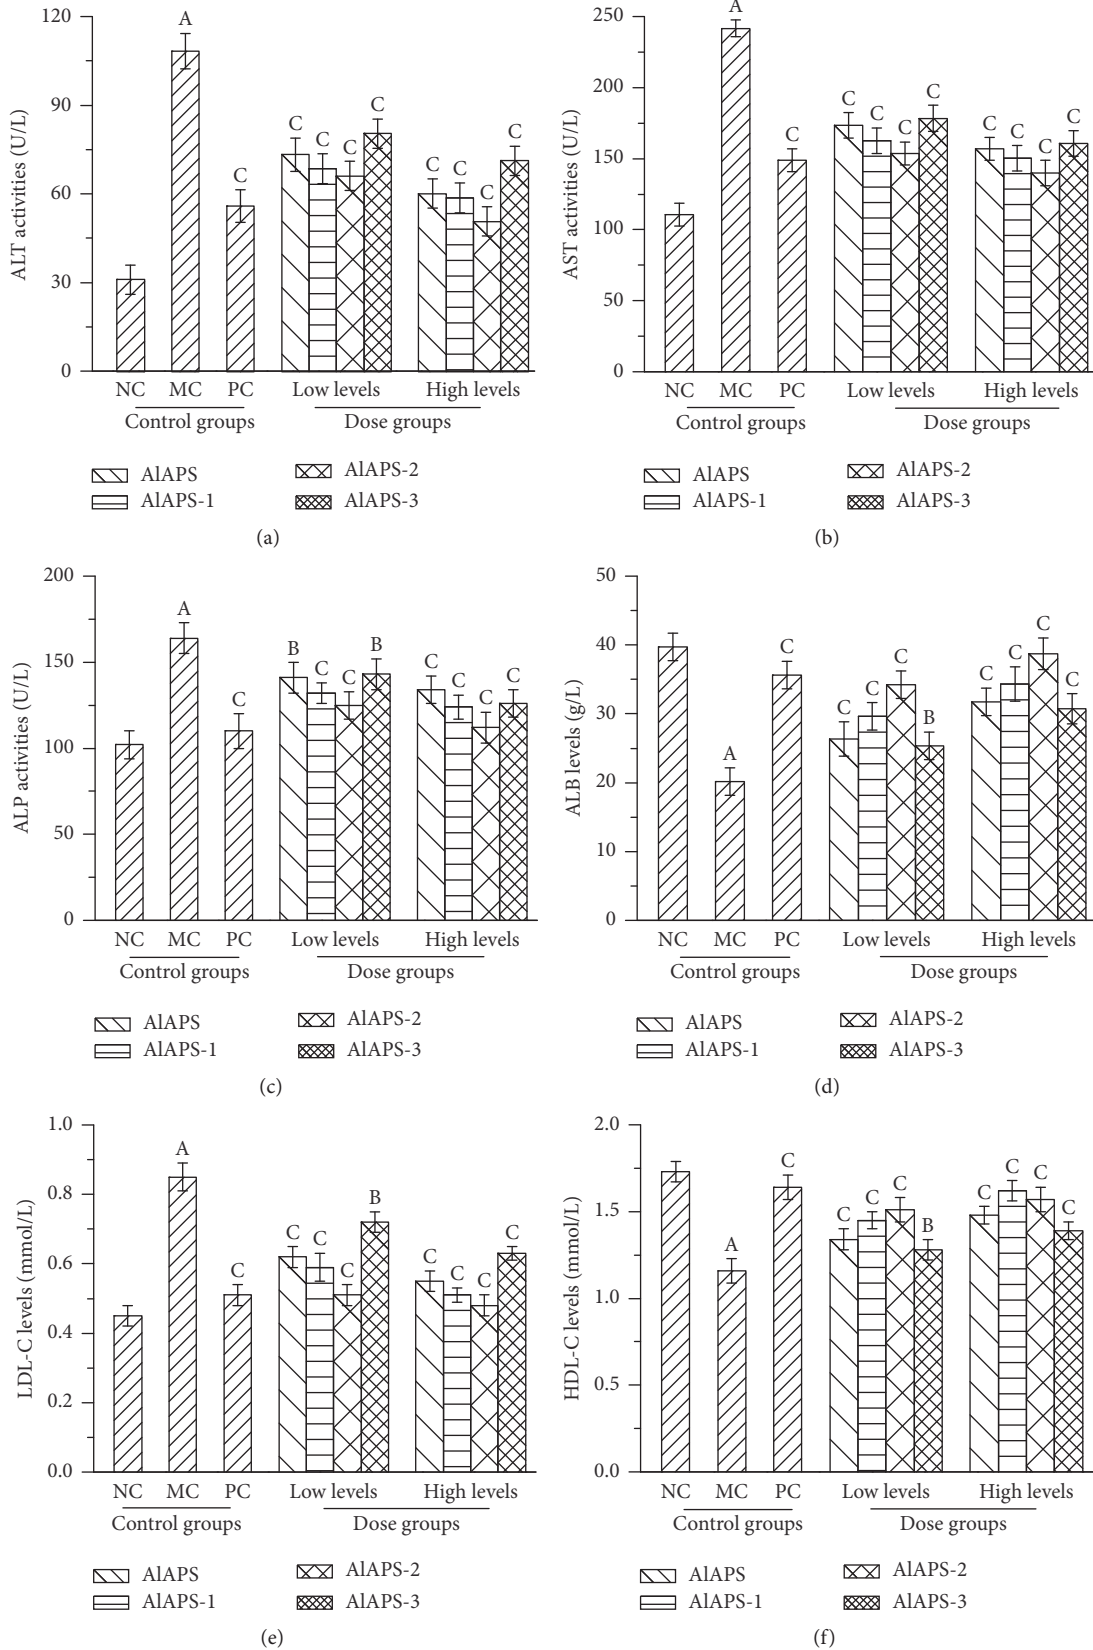 120
90
60
30
0
ALT activities (U/L)
A
C
C
C
C
C
C
C
C
C
NC MC PC Low levels High levels
Control groups Dose groups
AlAPS AlAPS-2
AlAPS-1 AlAPS-3
(a)
250
200
150
100
50
0
AST activities (U/L)
A
C
C
C
C
C
C
C
C
C
NC MC PC Low levels High levels
Control groups Dose groups
AlAPS AlAPS-2
AlAPS-1 AlAPS-3
(b)
200
150
100
50
0
ALP activities (U/L)
A
C
B
C
C
B
C
C
C
C
NC MC PC Low levels High levels
Control groups Dose groups
AlAPS AlAPS-2
AlAPS-1 AlAPS-3
(c)
50
40
30
20
10
0
ALB levels (g/L)
A
C
C
C
C
B
C
C
C
C
NC MC PC Low levels High levels
Control groups Dose groups
AlAPS AlAPS-2
AlAPS-1 AlAPS-3
(d)
1.0
0.8
0.6
0.4
0.2
0.0
LDL-C levels (mmol/L)
A
C
C
C
C
B
C
C
C
C
NC MC PC Low levels High levels
Control groups Dose groups
AlAPS AlAPS-2
AlAPS-1 AlAPS-3
(e)
2.0
1.5
1.0
0.5
0.0
HDL-C levels (mmol/L)
A
C
C
C
C
B
C
C
C
C
NC MC PC Low levels High levels
Control groups Dose groups
AlAPS AlAPS-2
AlAPS-1 AlAPS-3
(f)